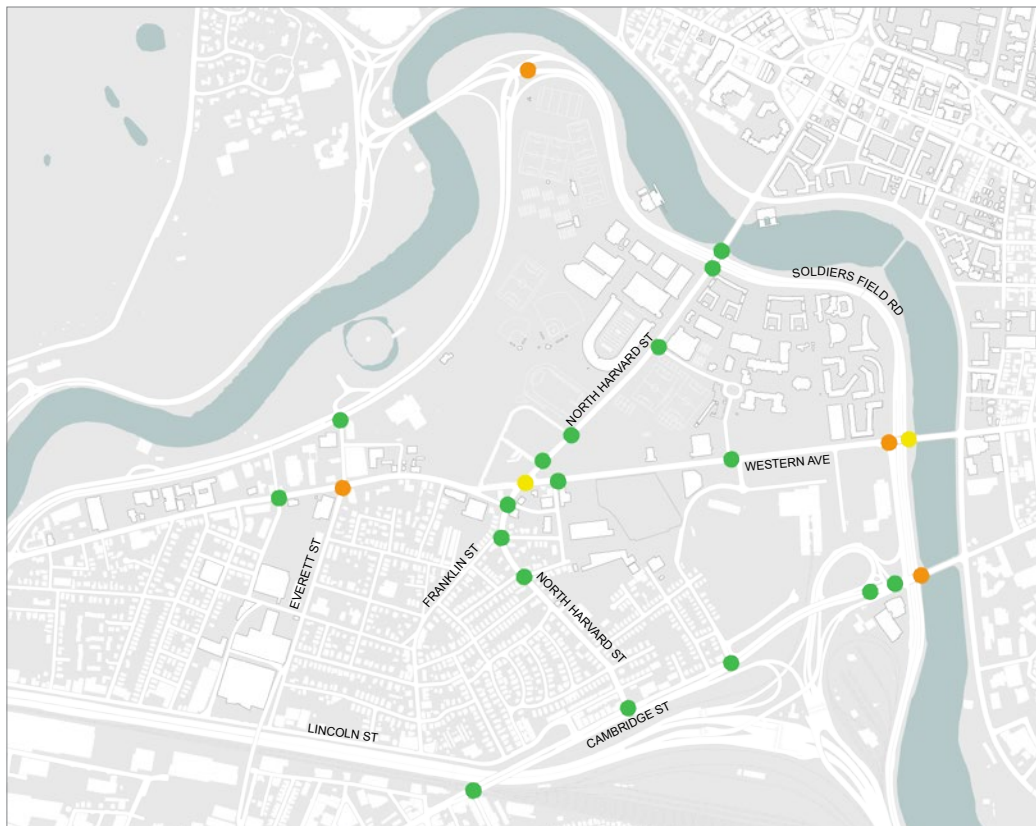 SOLDIERS FIELD RD
NORTH HARVARD ST
WESTERN AVE
FRANKLIN ST
EVERETT ST
NORTH HARVARD ST
LINCOLN ST
CAMBRIDGE ST